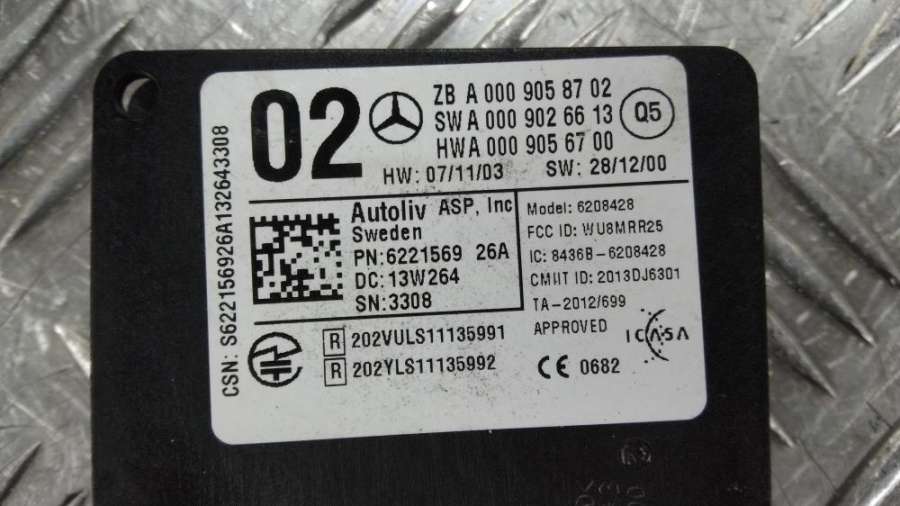 02
ZB A 000 905 87 02
SW A 000 902 66 13
HW A 000 905 67 00
Q5
HW: 07/11/03 SW: 28/12/00
CSN: S622156926A132643308
Autoliv ASP, Inc
Sweden
PN:6221569 26A
DC:13W264
SN:3308
Model: 6208428
FCC ID: WU8MRR25
IC: 8436B-6208428
CMIIT ID: 2013DJ6301
TA-2012/699
APPROVED
ICASA
R 202VULS11135991
R 202YLS11135992
CE 0682